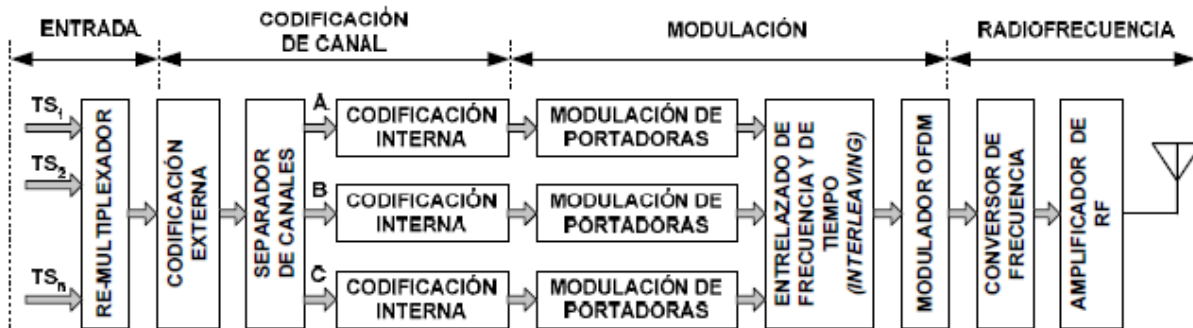 ENTRADA
CODIFICACIÓN
DE CANAL
MODULACIÓN
RADIOFRECUENCIA
TS1
TS2
TSn
RE-MULTIPLEXADOR
CODIFICACIÓN
EXTERNA
SEPARADOR
DE CANALES
A
CODIFICACIÓN
INTERNA
MODULACIÓN DE
PORTADORAS
B
CODIFICACIÓN
INTERNA
MODULACIÓN DE
PORTADORAS
C
CODIFICACIÓN
INTERNA
MODULACIÓN DE
PORTADORAS
ENTRELAZADO DE
FRECUENCIA Y DE
TIEMPO
(INTERLEAVING)
MODULADOR OFDM
CONVERSOR DE
FRECUENCIA
AMPLIFICADOR DE
RF